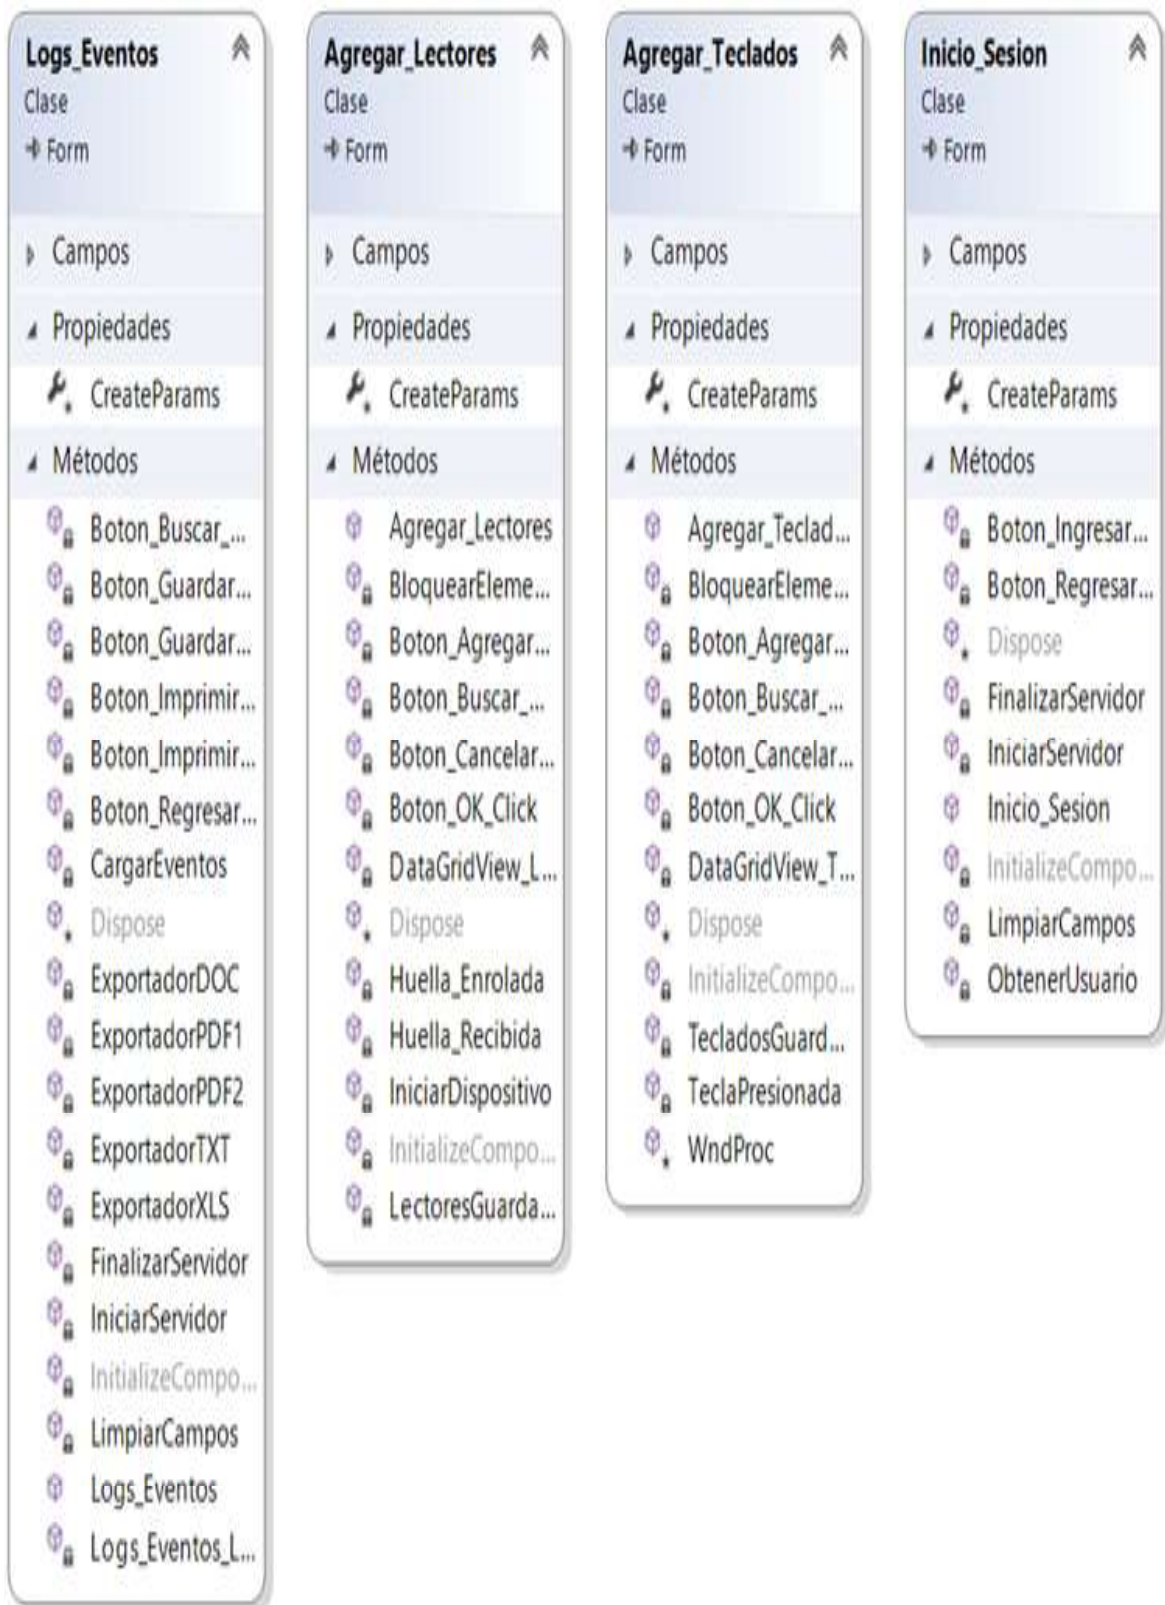 Logs_Eventos
Clase
Form
Campos
Propiedades
CreateParams
Métodos
Boton_Buscar_...
Boton_Guardar...
Boton_Guardar...
Boton_Imprimir...
Boton_Imprimir...
Boton_Regresar...
CargarEventos
Dispose
ExportadorDOC
ExportadorPDF1
ExportadorPDF2
ExportadorTXT
ExportadorXLS
FinalizarServidor
IniciarServidor
InitializeCompo...
LimpiarCampos
Logs_Eventos
Logs_Eventos_L...
Agregar_Lectores
Clase
Form
Campos
Propiedades
CreateParams
Métodos
Agregar_Lectores
BloquearEleme...
Boton_Agregar...
Boton_Buscar_...
Boton_Cancelar...
Boton_OK_Click
DataGridView_L...
Dispose
Huella_Enrolada
Huella_Recibida
IniciarDispositivo
InitializeCompo...
LectoresGuarda...
Agregar_Teclados
Clase
Form
Campos
Propiedades
CreateParams
Métodos
Agregar_Teclad...
BloquearEleme...
Boton_Agregar...
Boton_Buscar_...
Boton_Cancelar...
Boton_OK_Click
DataGridView_T...
Dispose
InitializeCompo...
TecladosGuard...
TeclaPresionada
WndProc
Inicio_Sesion
Clase
Form
Campos
Propiedades
CreateParams
Métodos
Boton_Ingresar...
Boton_Regresar...
Dispose
FinalizarServidor
IniciarServidor
Inicio_Sesion
InitializeCompo...
LimpiarCampos
ObtenerUsuario